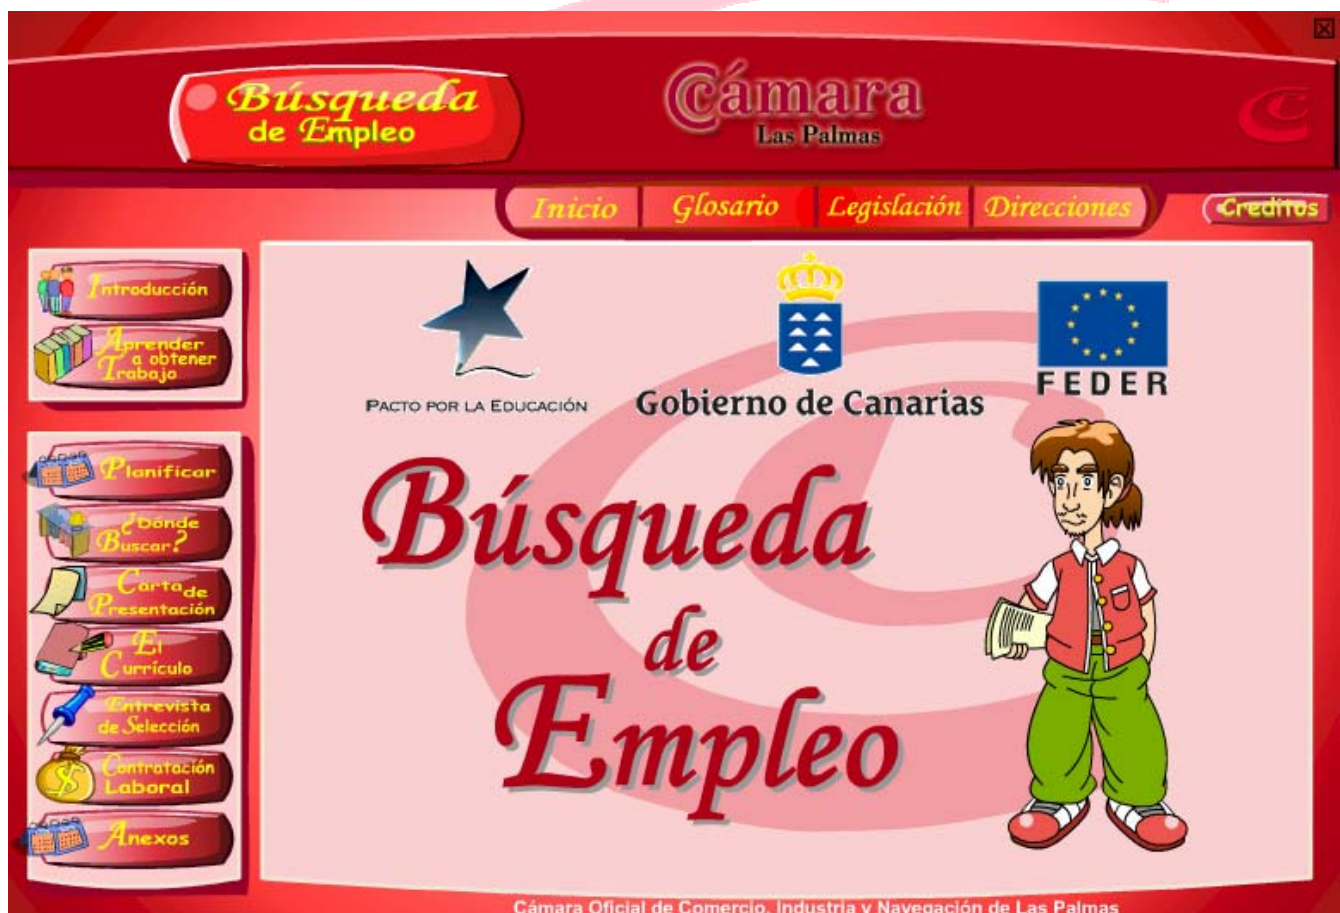 Búsqueda
de Empleo
Cámara
Las Palmas
Inicio
Glosario
Legislación
Direcciones
Creditos
Introducción
Aprender
a obtener
Trabajo
Planificar
¿Dónde
Buscar?
Carta de
Presentación
El
Currículo
Entrevista
de Selección
Contratación
Laboral
Anexos
PACTO POR LA EDUCACIÓN
Gobierno de Canarias
FEDER
Búsqueda
de
Empleo
Cámara Oficial de Comercio, Industria y Navegación de Las Palmas